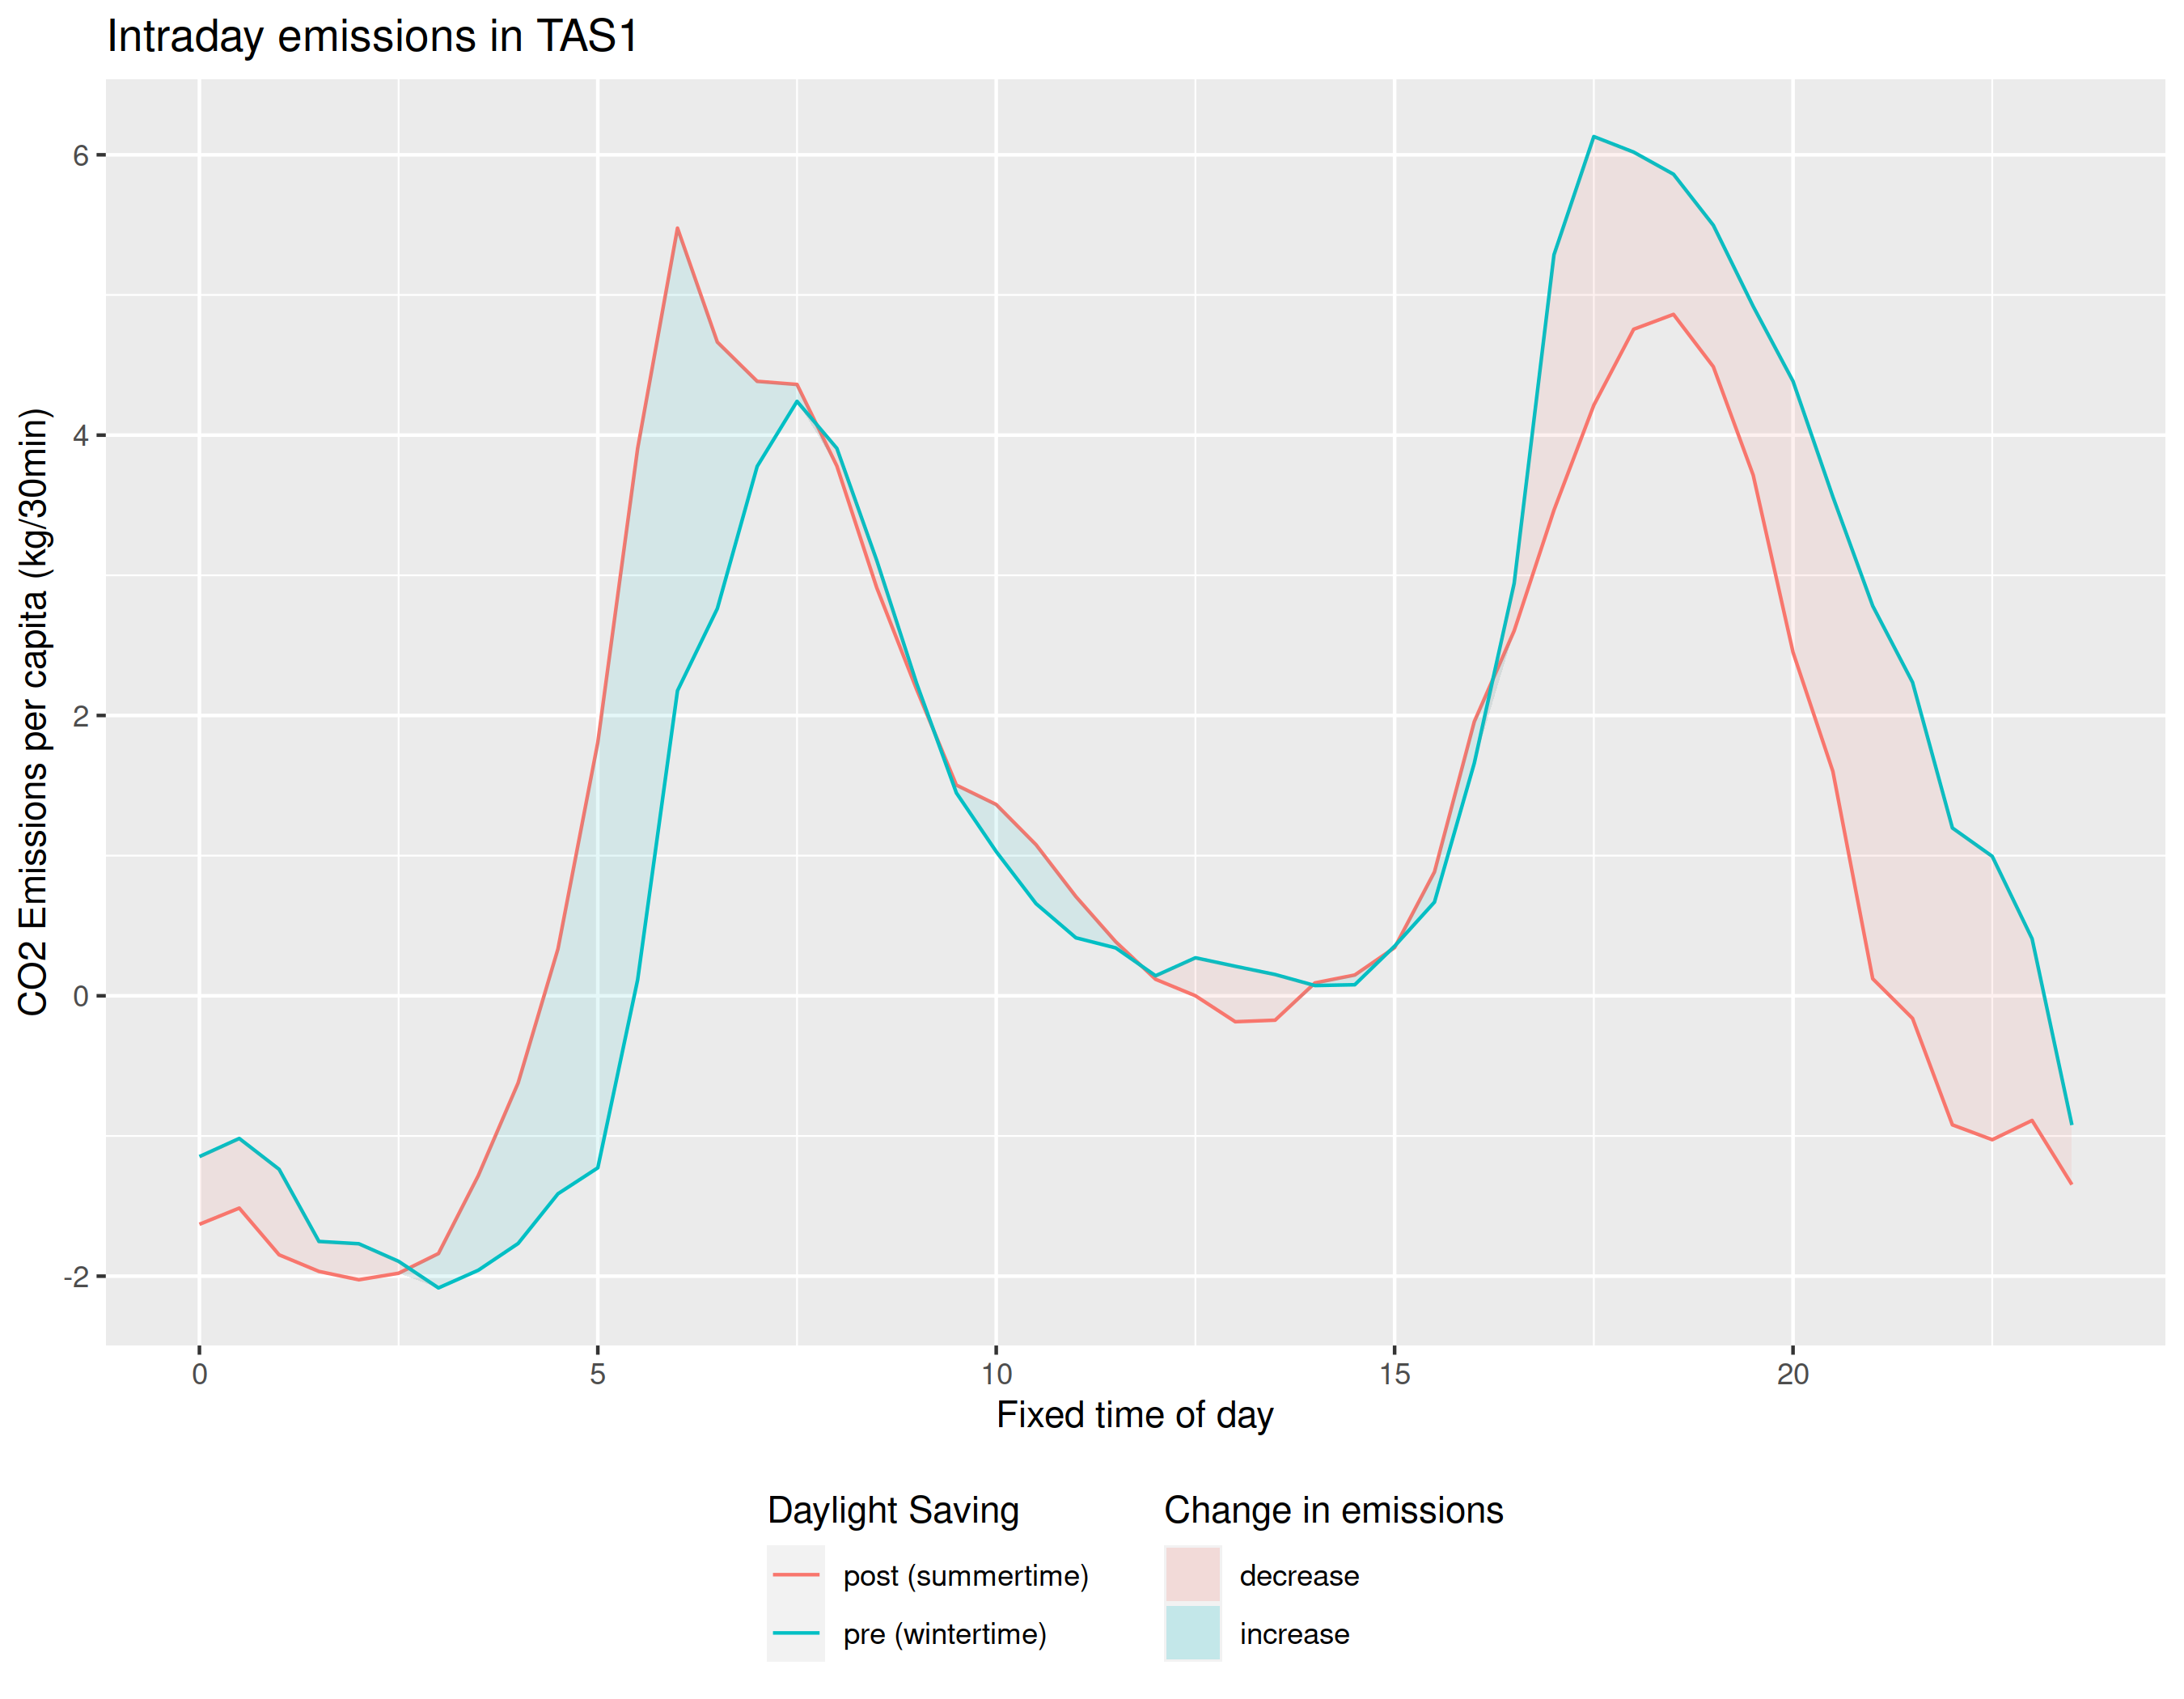 Intraday emissions in TAS1
CO2 Emissions per capita (kg/30min)
6
4
2
0
-2
0 5 10 15 20
Fixed time of day
Daylight Saving
post (summertime)
pre (wintertime)
Change in emissions
decrease
increase